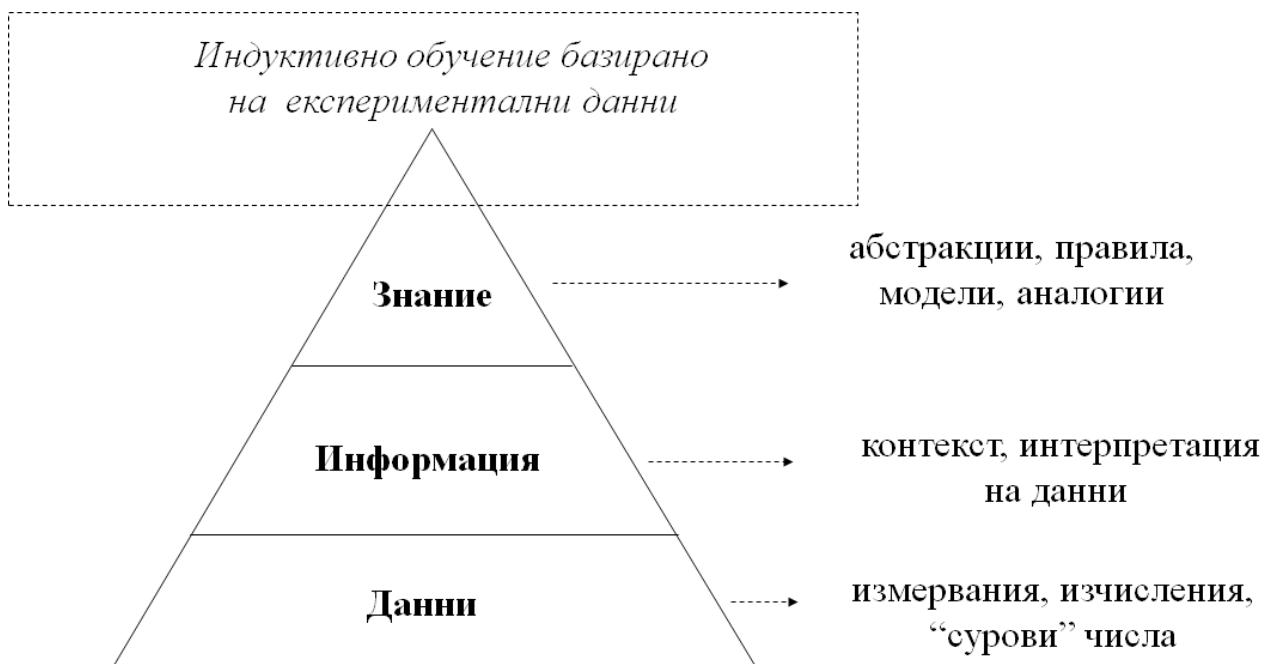 Индуктивно обучение базирано
на експериментални данни
Знание
абстракции, правила,
модели, аналогии
Информация
контекст, интерпретация
на данни
Данни
измервания, изчисления,
“сурови” числа